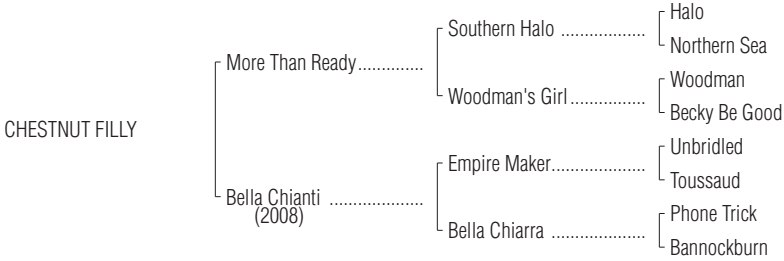 Halo
Southern Halo ...................
Northern Sea
More Than Ready..............
Woodman
Woodman's Girl................
Becky Be Good
CHESTNUT FILLY
Unbridled
Empire Maker....................
Toussaud
Bella Chianti ....................
(2008)
Phone Trick
Bella Chiarra ....................
Bannockburn